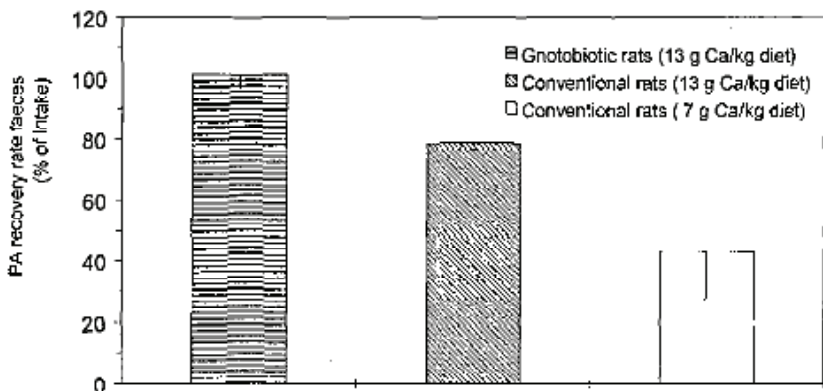 120
100
80
60
40
20
0
PA recovery rate faeces
(% of Intake)
Gnotobiotic rats (13 g Ca/kg diet)
Conventional rats (13 g Ca/kg diet)
Conventional rats ( 7 g Ca/kg diet)